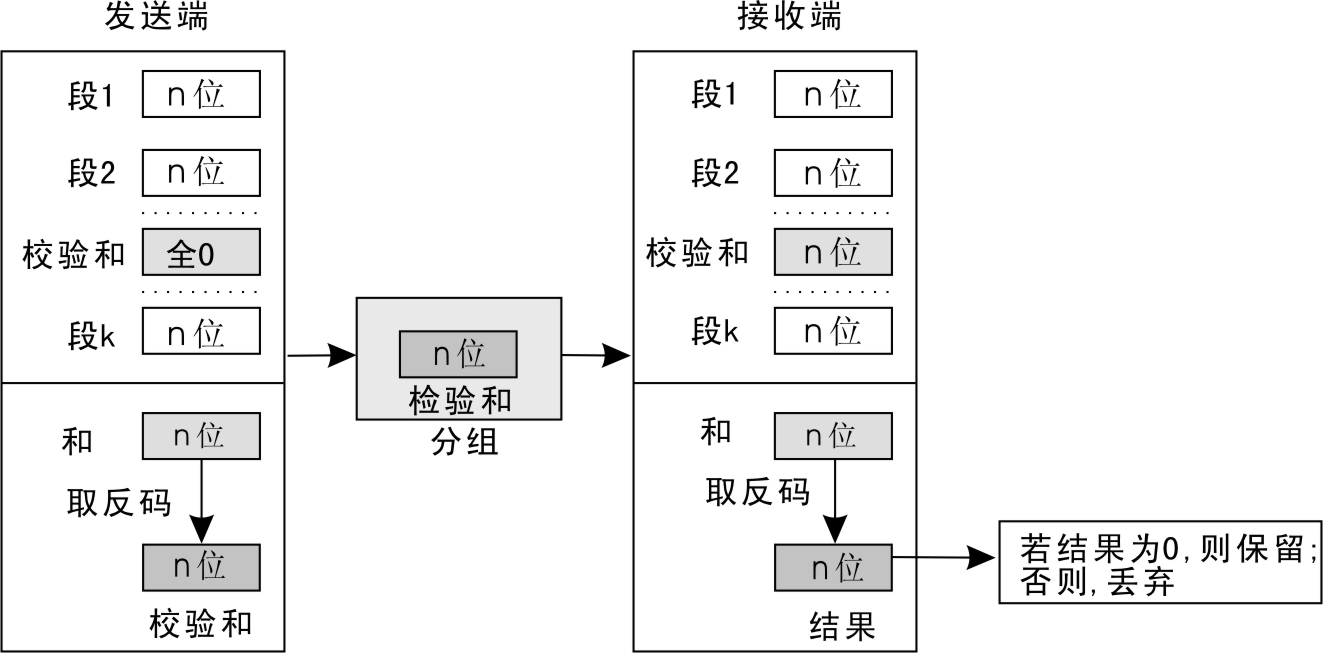 发送端
段1 n位
段2 n位
校验和 全0
段k n位
和 n位
取反码
n位
校验和
n位
检验和
分组
接收端
段1 n位
段2 n位
校验和 n位
段k n位
和 n位
取反码
n位
结果
若结果为0,则保留;
否则,丢弃